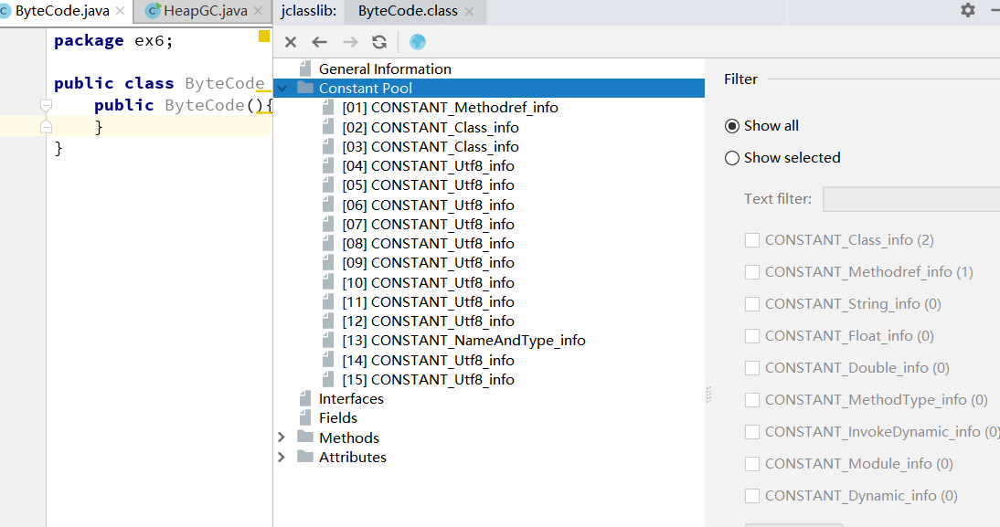 ByteCode.java
HeapGC.java
jclasslib:
ByteCode.class
package ex6;
public class ByteCode
public ByteCode(){
}
}
General Information
Constant Pool
[01] CONSTANT_Methodref_info
[02] CONSTANT_Class_info
[03] CONSTANT_Class_info
[04] CONSTANT_Utf8_info
[05] CONSTANT_Utf8_info
[06] CONSTANT_Utf8_info
[07] CONSTANT_Utf8_info
[08] CONSTANT_Utf8_info
[09] CONSTANT_Utf8_info
[10] CONSTANT_Utf8_info
[11] CONSTANT_Utf8_info
[12] CONSTANT_Utf8_info
[13] CONSTANT_NameAndType_info
[14] CONSTANT_Utf8_info
[15] CONSTANT_Utf8_info
Interfaces
Fields
Methods
Attributes
Filter
Show all
Show selected
Text filter:
CONSTANT_Class_info (2)
CONSTANT_Methodref_info (1)
CONSTANT_String_info (0)
CONSTANT_Float_info (0)
CONSTANT_Double_info (0)
CONSTANT_MethodType_info (0)
CONSTANT_InvokeDynamic_info (0)
CONSTANT_Module_info (0)
CONSTANT_Dynamic_info (0)